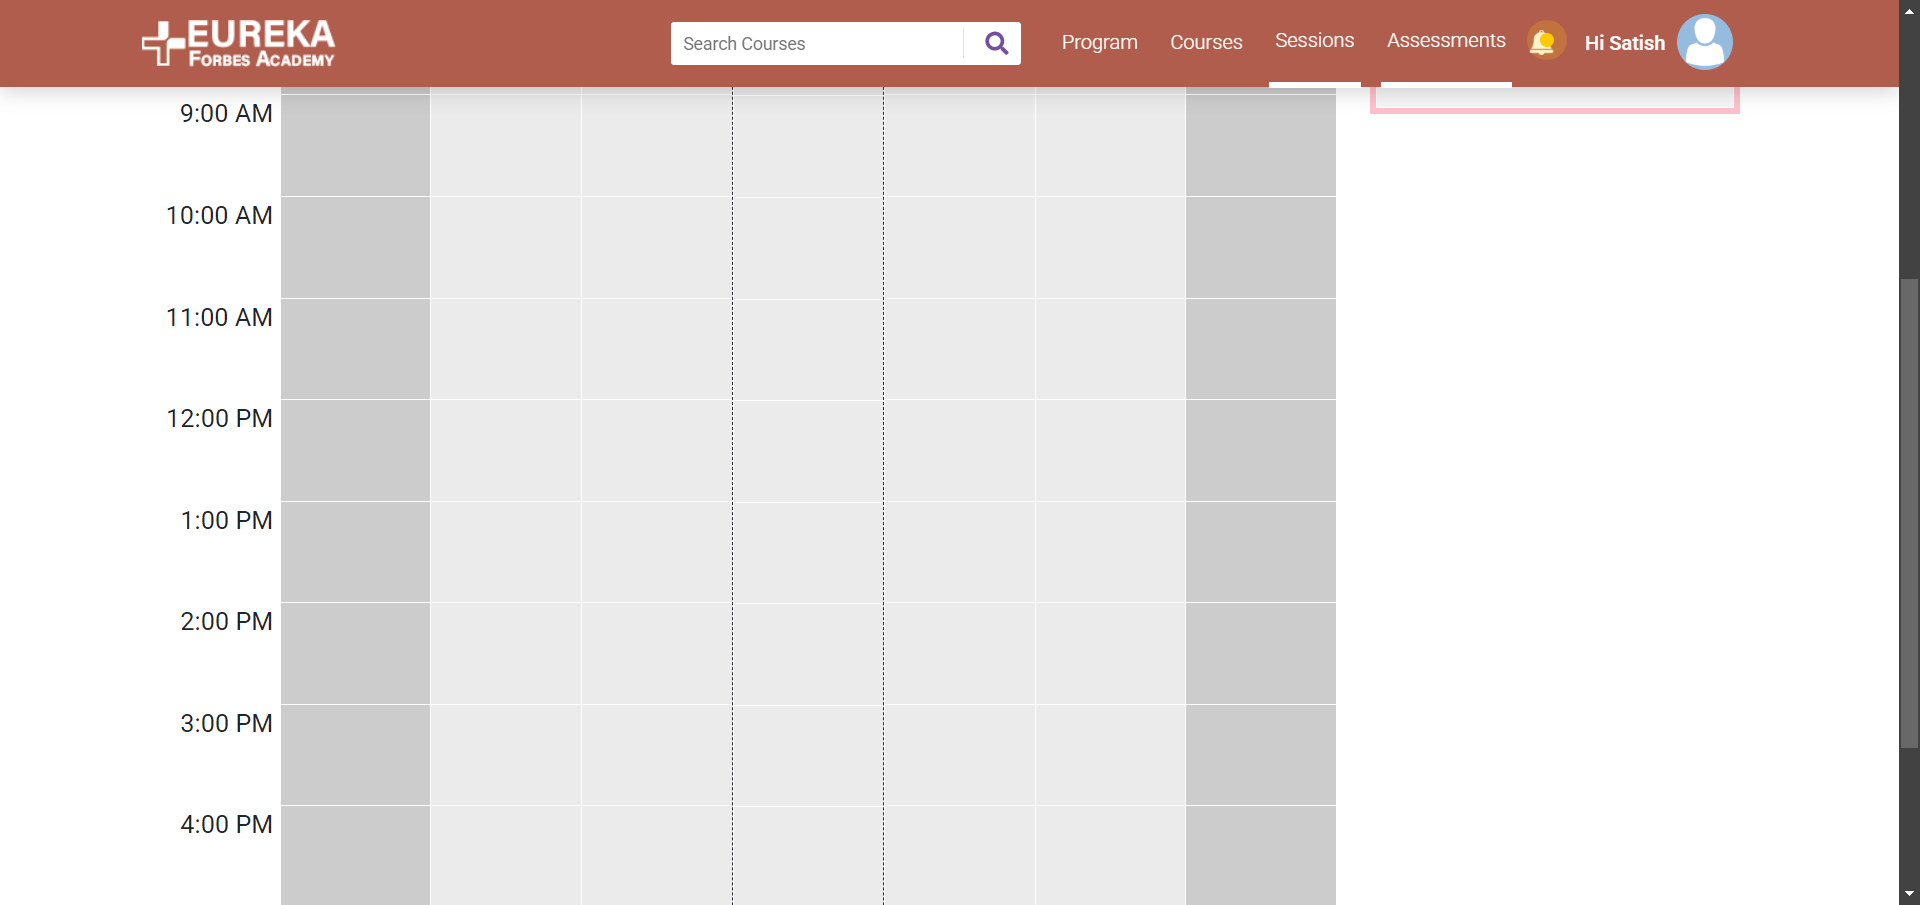 EUREKA
FORBES ACADEMY
Search Courses
Program
Courses
Sessions
Assessments
Hi Satish
9:00 AM
10:00 AM
11:00 AM
12:00 PM
1:00 PM
2:00 PM
3:00 PM
4:00 PM